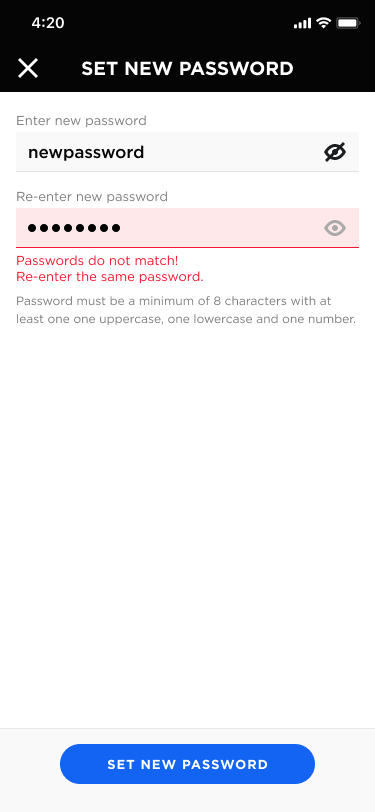 4:20
SET NEW PASSWORD
Enter new password
newpassword
Re-enter new password
••••••••
Passwords do not match!
Re-enter the same password.
Password must be a minimum of 8 characters with at
least one one uppercase, one lowercase and one number.
SET NEW PASSWORD